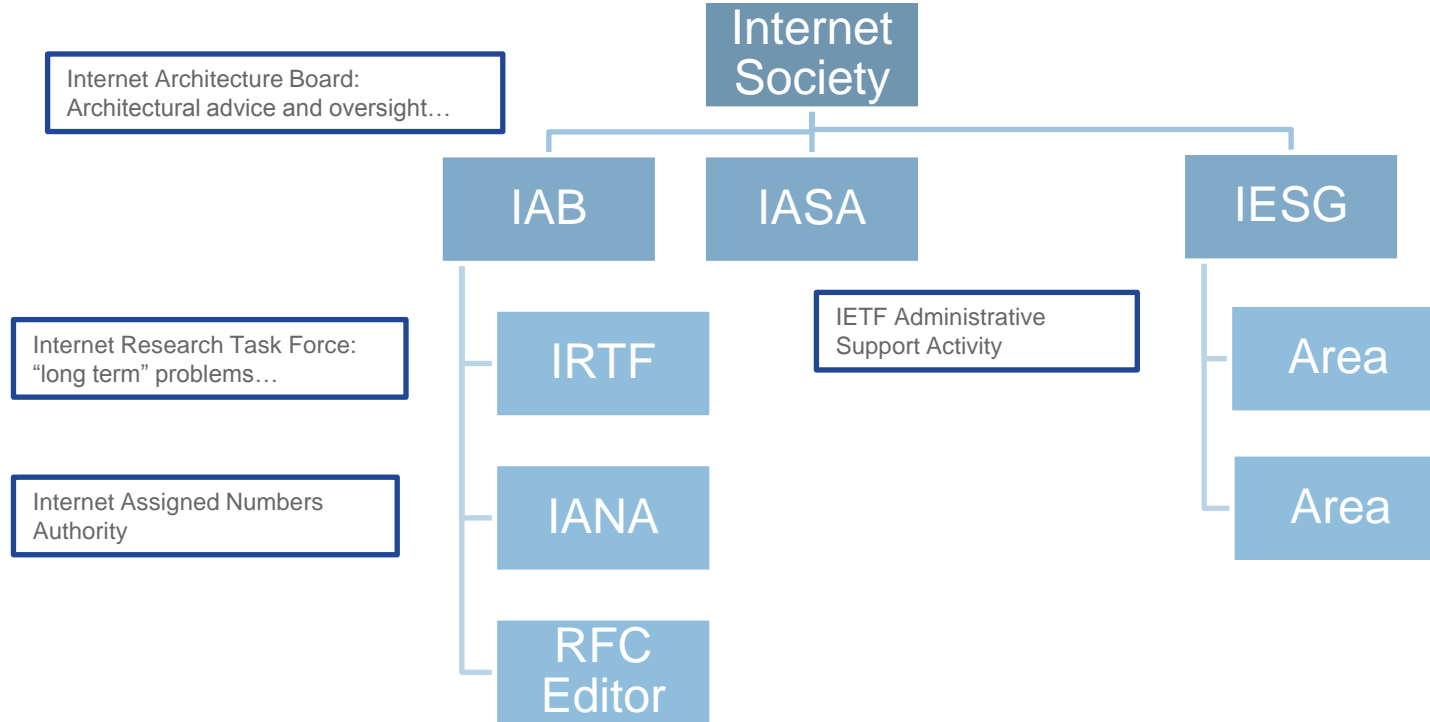 Internet
Society
Internet Architecture Board:
Architectural advice and oversight…
IAB
IASA
IESG
Internet Research Task Force:
“long term” problems…
IRTF
IETF Administrative
Support Activity
Area
Internet Assigned Numbers
Authority
IANA
Area
RFC
Editor